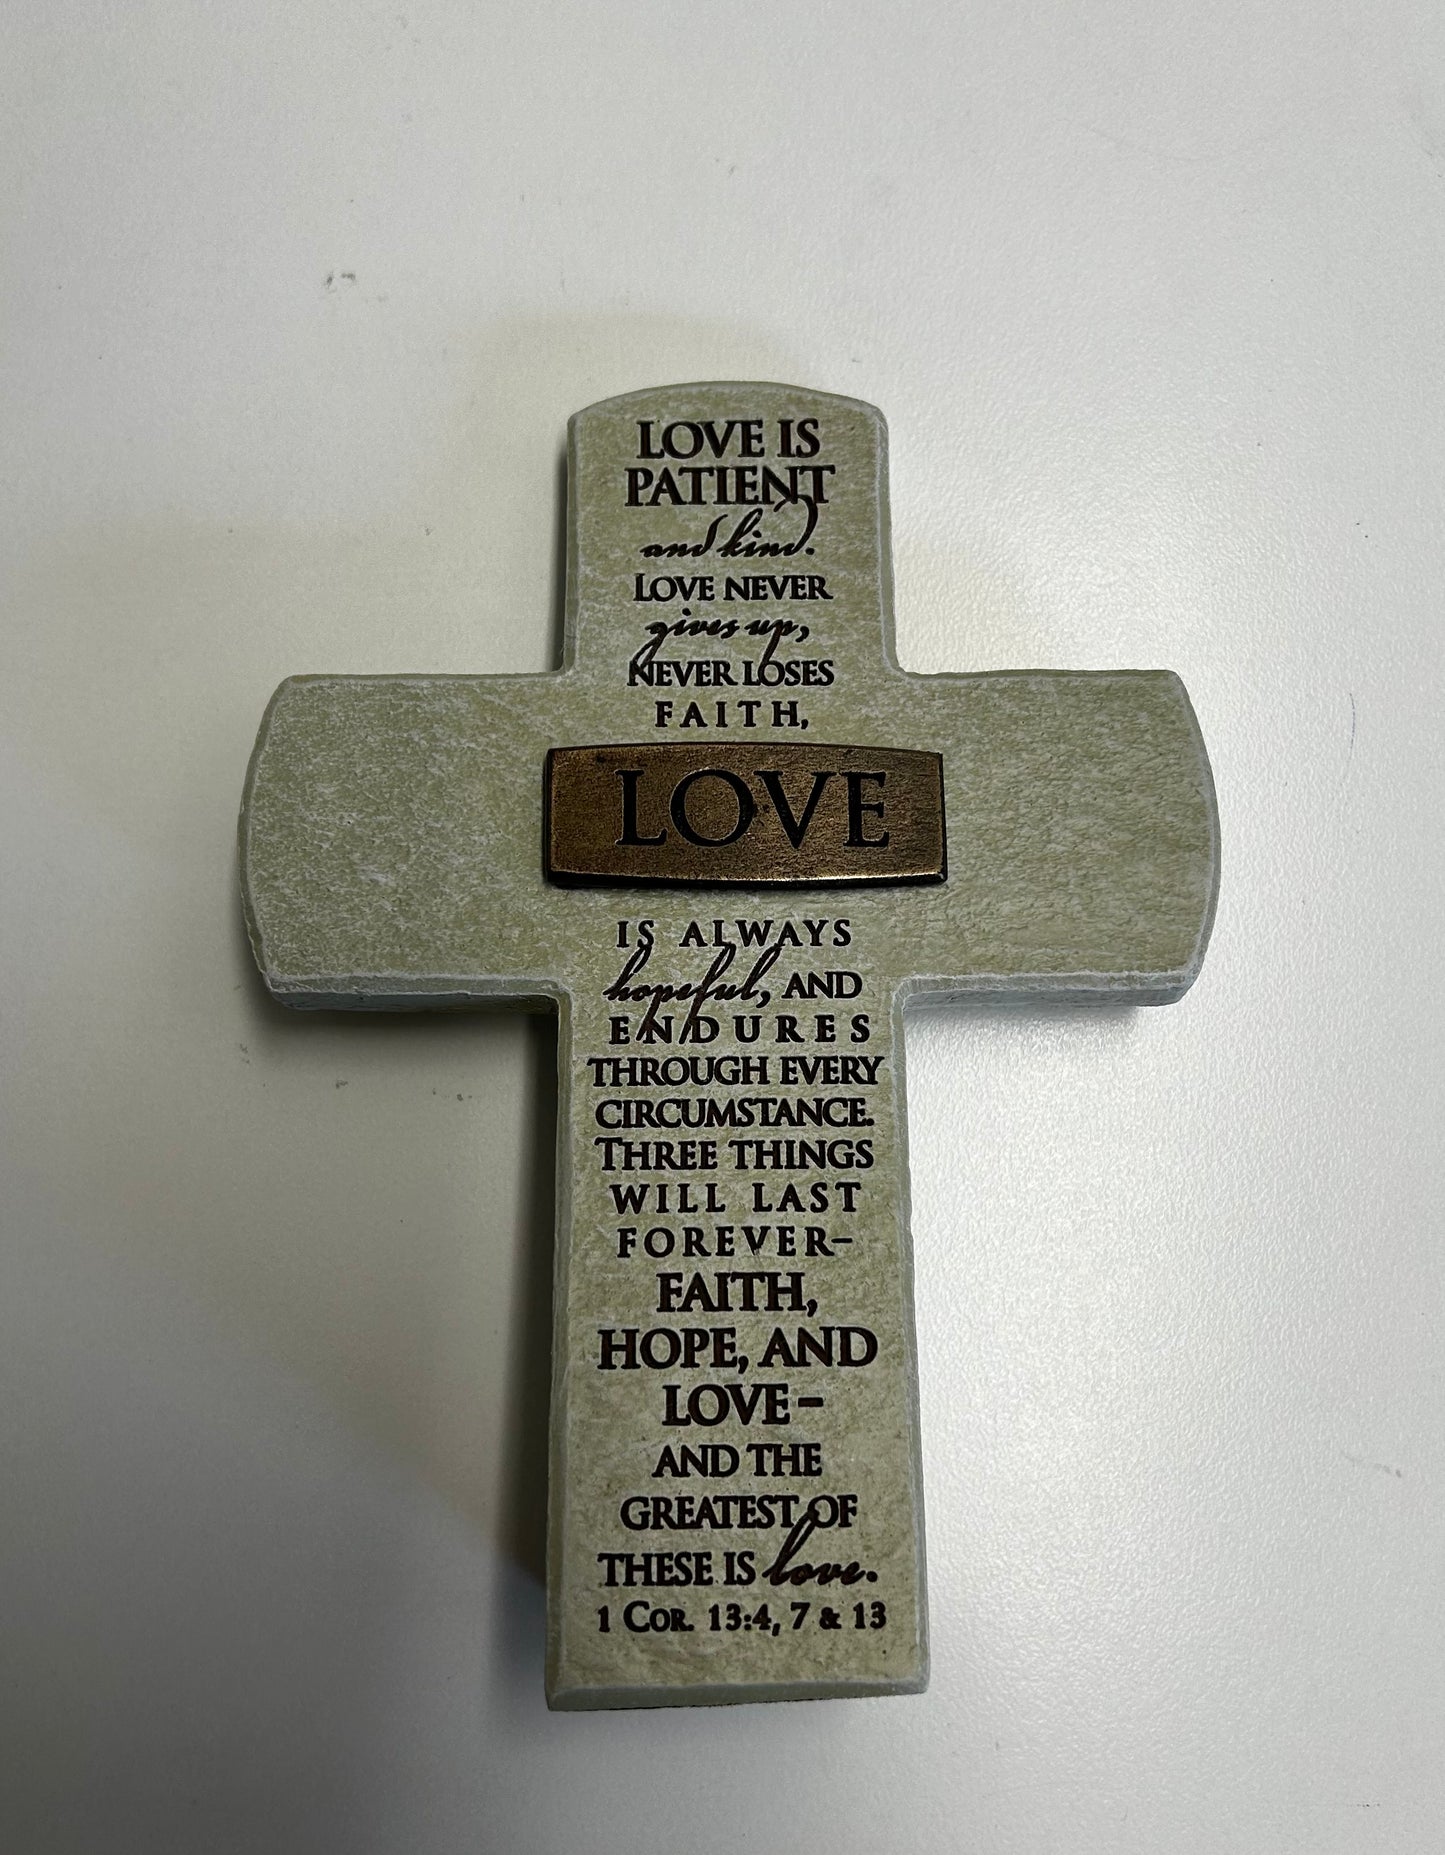 LOVE IS
PATIENT
and kind.
LOVE NEVER
gives up,
NEVER LOSES
FAITH,
LOVE
IS ALWAYS
hopeful, AND
ENDURES
THROUGH EVERY
CIRCUMSTANCE.
THREE THINGS
WILL LAST
FOREVER–
FAITH,
HOPE, AND
LOVE–
AND THE
GREATEST OF
THESE IS love.
1 COR. 13:4, 7 & 13